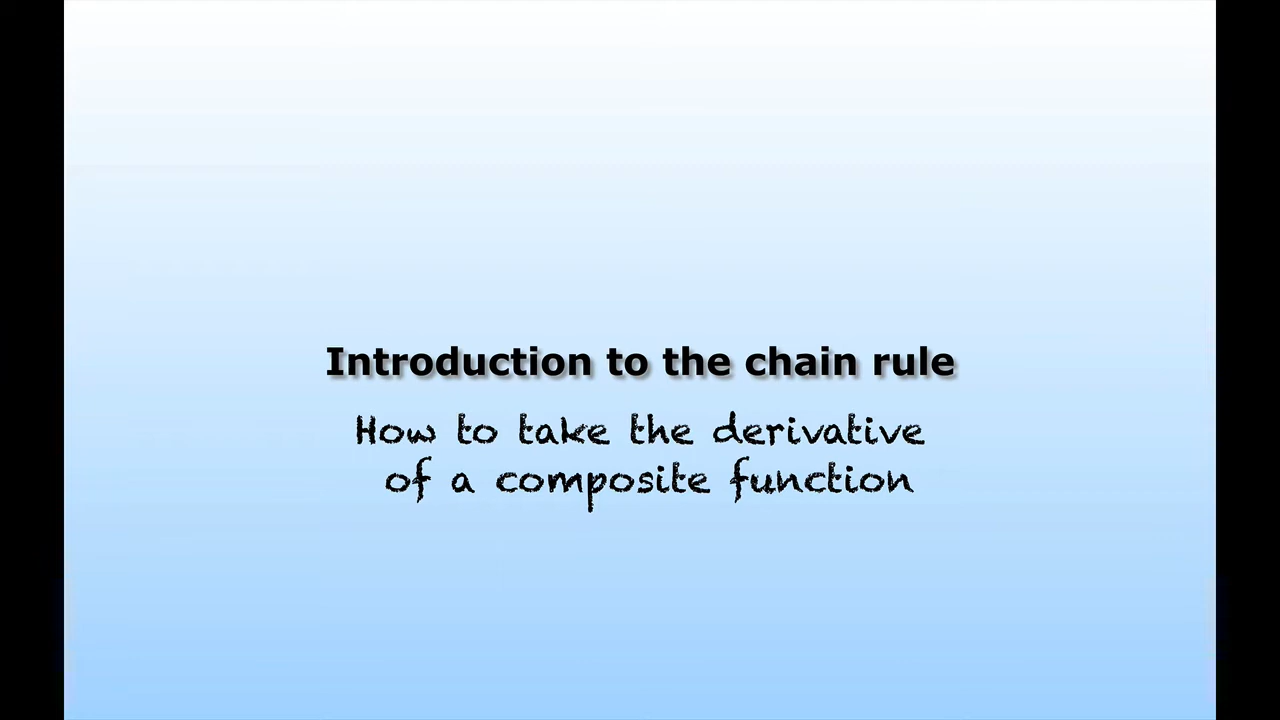 Introduction to the chain rule
How to take the derivative
of a composite function